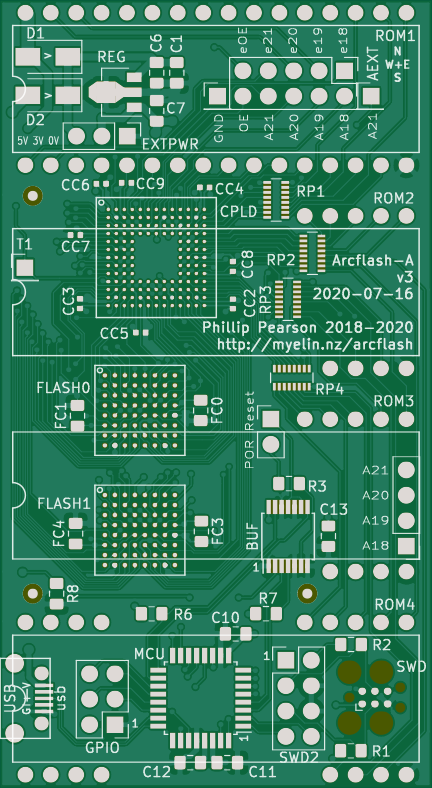 D1
C6
C1
eOE
e21
e20
e19
e18
ROM1
N
W+E
S
REG
AEXT
D2
C7
5V 3V 0V
EXTPWR
GND
OE
A21
A20
A19
A18
A21
CC6
CC9
CC4
RP1
CPLD
ROM2
T1
CC7
CC8
RP2
Arcflash-A
v3
2020-07-16
CC3
CC2
RP3
CC5
Phillip Pearson 2018-2020
http://myelin.nz/arcflash
FLASH0
RP4
FC1
FC0
POR Reset
ROM3
A21
A20
A19
A18
FLASH1
R3
C13
FC4
FC3
BUF
1
R8
R6
R7
ROM4
C10
MCU
1
R2
SWD
USB
G I + - V
usb
1
GPIO
1
SWD2
R1
C12
C11